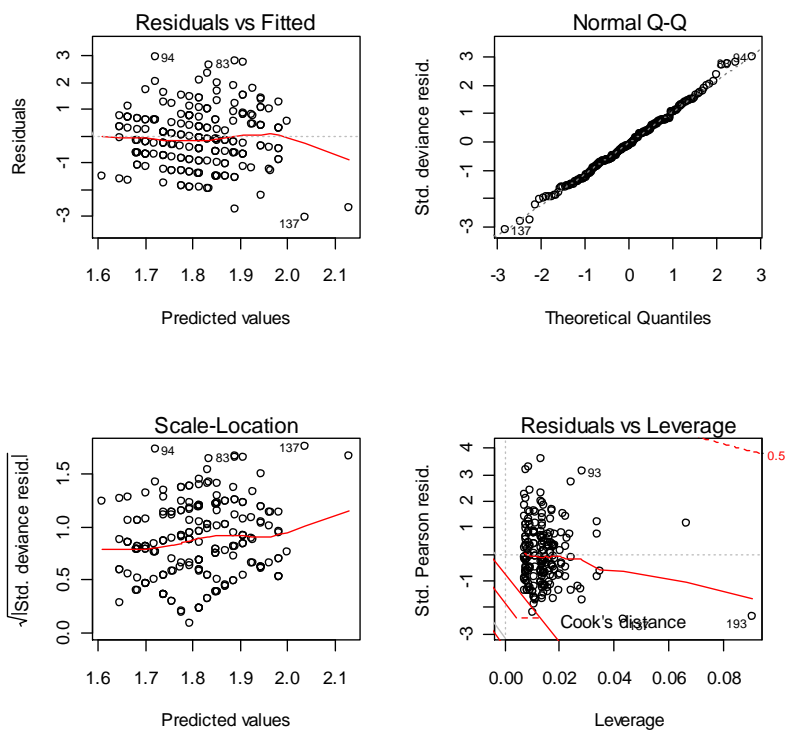 Residuals vs Fitted
Residuals
3
1
-1
-3
94
83
137
1.6 1.7 1.8 1.9 2.0 2.1
Predicted values
Normal Q-Q
Std. deviance resid.
3
2
1
0
-1
-3
94
137
-3 -2 -1 0 1 2 3
Theoretical Quantiles
Scale-Location
√|Std. deviance resid.|
1.5
1.0
0.5
0.0
94
83
137
1.6 1.7 1.8 1.9 2.0 2.1
Predicted values
Residuals vs Leverage
Std. Pearson resid.
4
3
2
1
-1
-3
0.5
93
Cook's distance
137
193
0.00 0.02 0.04 0.06 0.08
Leverage